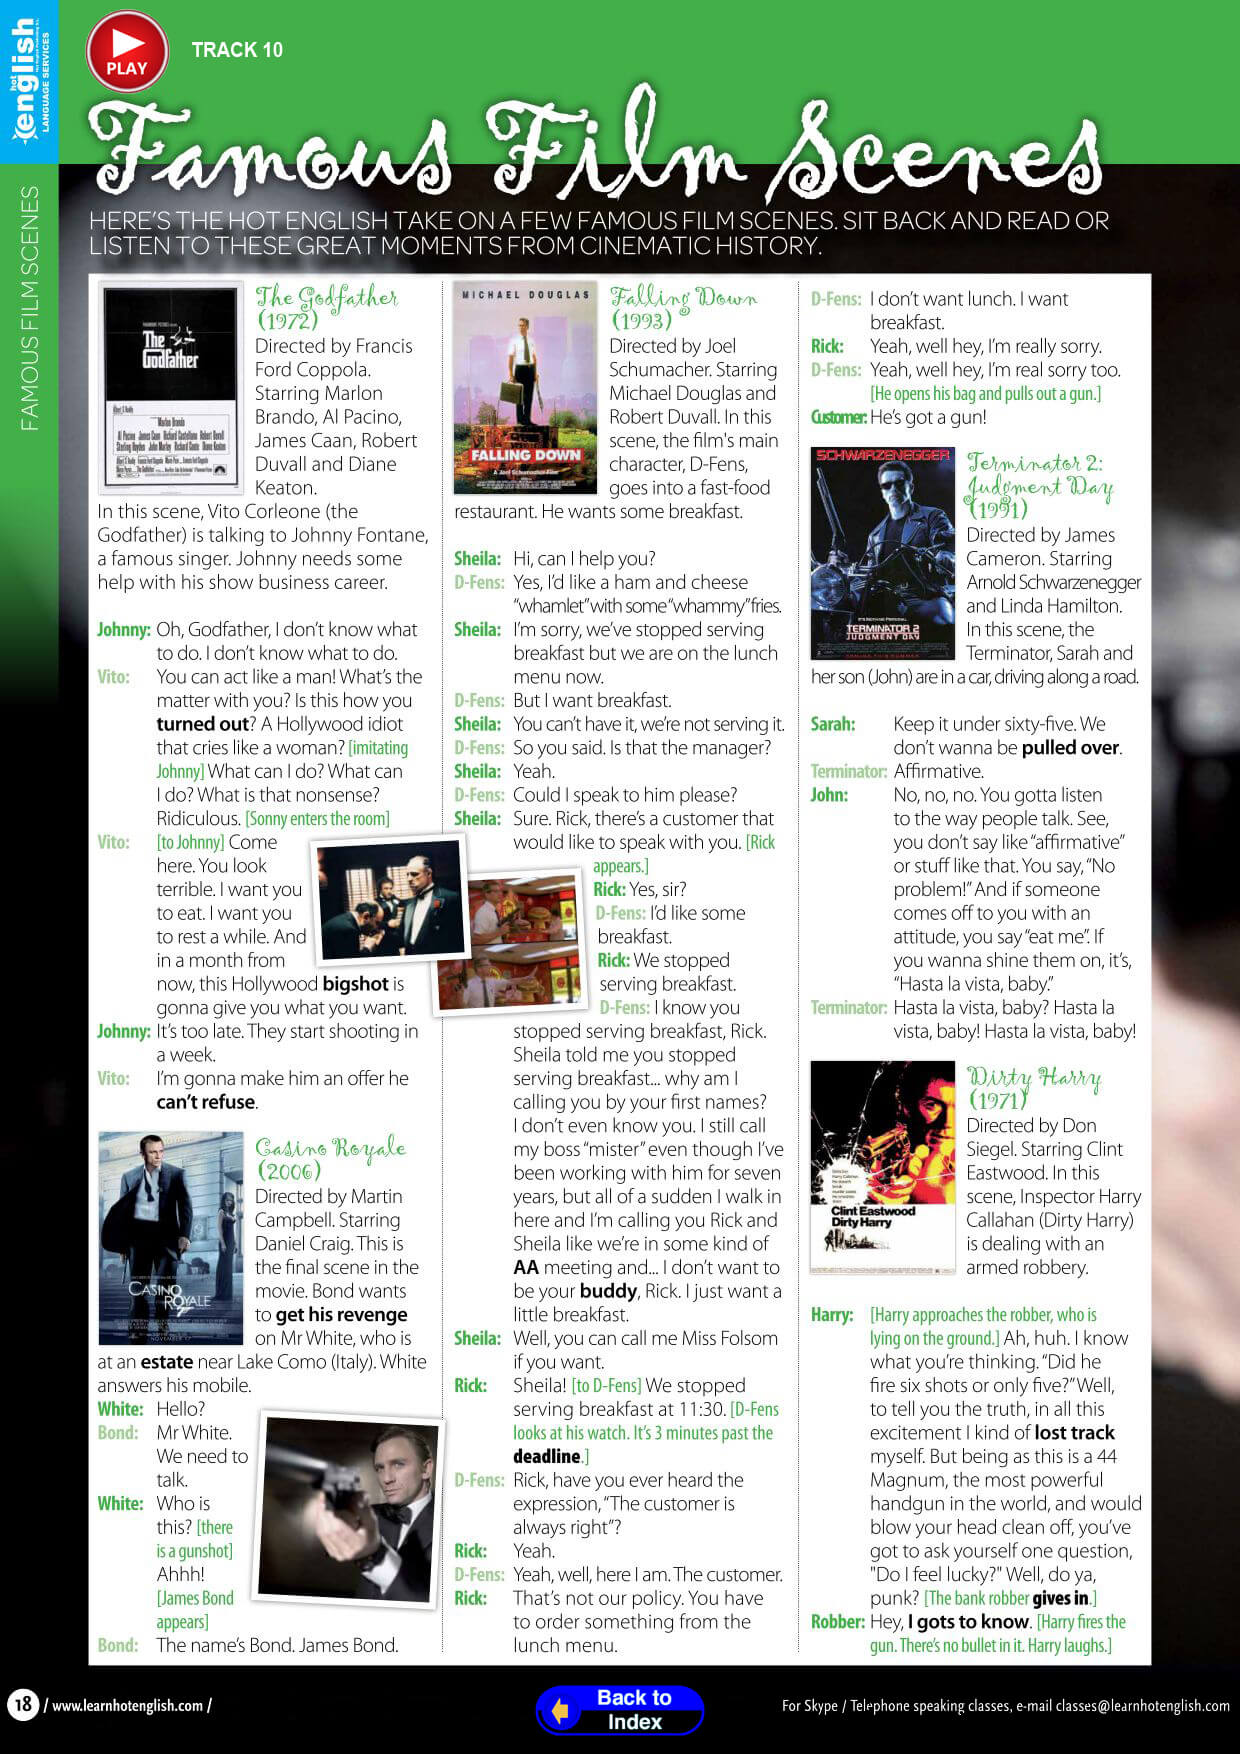 hot
english
LANGUAGE SERVICES
FAMOUS FILM SCENES
PLAY
TRACK 10
Famous Film Scenes
HERE'S THE HOT ENGLISH TAKE ON A FEW FAMOUS FILM SCENES. SIT BACK AND READ OR
LISTEN TO THESE GREAT MOMENTS FROM CINEMATIC HISTORY.
The Godfather
The Godfather
(1972)
Directed by Francis
Ford Coppola.
Starring Marlon
Brando, Al Pacino,
James Caan, Robert
Duvall and Diane
Keaton.
In this scene, Vito Corleone (the
Godfather) is talking to Johnny Fontane,
a famous singer. Johnny needs some
help with his show business career.
Johnny: Oh, Godfather, I don't know what
to do. I don't know what to do.
Vito: You can act like a man! What's the
matter with you? Is this how you
turned out? A Hollywood idiot
that cries like a woman? [imitating
Johnny] What can I do? What can
I do? What is that nonsense?
Ridiculous. [Sonny enters the room]
Vito: [to Johnny] Come
here. You look
terrible. I want you
to eat. I want you
to rest a while. And
in a month from
now, this Hollywood bigshot is
gonna give you what you want.
Johnny: It's too late. They start shooting in
a week.
Vito: I'm gonna make him an offer he
can't refuse.
CASINO ROYALE
Casino Royale
(2006)
Directed by Martin
Campbell. Starring
Daniel Craig. This is
the final scene in the
movie. Bond wants
to get his revenge
on Mr White, who is
at an estate near Lake Como (Italy). White
answers his mobile.
White: Hello?
Bond: Mr White.
We need to
talk.
White: Who is
this? [there
is a gunshot]
Ahhh!
[James Bond
appears]
Bond: The name's Bond. James Bond.
MICHAEL DOUGLAS
FALLING DOWN
A Joel Schumacher Film
Falling Down
(1993)
Directed by Joel
Schumacher. Starring
Michael Douglas and
Robert Duvall. In this
scene, the film's main
character, D-Fens,
goes into a fast-food
restaurant. He wants some breakfast.
Sheila: Hi, can I help you?
D-Fens: Yes, I'd like a ham and cheese
"whamlet" with some "whammy" fries.
Sheila: I'm sorry, we've stopped serving
breakfast but we are on the lunch
menu now.
D-Fens: But I want breakfast.
Sheila: You can't have it, we're not serving it.
D-Fens: So you said. Is that the manager?
Sheila: Yeah.
D-Fens: Could I speak to him please?
Sheila: Sure. Rick, there's a customer that
would like to speak with you. [Rick
appears.]
Rick: Yes, sir?
D-Fens: I'd like some
breakfast.
Rick: We stopped
serving breakfast.
D-Fens: I know you
stopped serving breakfast, Rick.
Sheila told me you stopped
serving breakfast... why am I
calling you by your first names?
I don't even know you. I still call
my boss "mister" even though I've
been working with him for seven
years, but all of a sudden I walk in
here and I'm calling you Rick and
Sheila like we're in some kind of
AA meeting and... I don't want to
be your buddy, Rick. I just want a
little breakfast.
Sheila: Well, you can call me Miss Folsom
if you want.
Rick: Sheila! [to D-Fens] We stopped
serving breakfast at 11:30. [D-Fens
looks at his watch. It's 3 minutes past the
deadline.]
D-Fens: Rick, have you ever heard the
expression, "The customer is
always right"?
Rick: Yeah.
D-Fens: Yeah, well, here I am. The customer.
Rick: That's not our policy. You have
to order something from the
lunch menu.
D-Fens: I don't want lunch. I want
breakfast.
Rick: Yeah, well hey, I'm really sorry.
D-Fens: Yeah, well hey, I'm real sorry too.
[He opens his bag and pulls out a gun.]
Customer: He's got a gun!
SCHWARZENEGGER
TERMINATOR 2
JUDGMENT DAY
Terminator 2:
Judgment Day
(1991)
Directed by James
Cameron. Starring
Arnold Schwarzenegger
and Linda Hamilton.
In this scene, the
Terminator, Sarah and
her son (John) are in a car, driving along a road.
Sarah: Keep it under sixty-five. We
don't wanna be pulled over.
Terminator: Affirmative.
John: No, no, no. You gotta listen
to the way people talk. See,
you don't say like "affirmative"
or stuff like that. You say, "No
problem!" And if someone
comes off to you with an
attitude, you say "eat me". If
you wanna shine them on, it's,
"Hasta la vista, baby."
Terminator: Hasta la vista, baby? Hasta la
vista, baby! Hasta la vista, baby!
Clint Eastwood
Dirty Harry
Dirty Harry
(1971)
Directed by Don
Siegel. Starring Clint
Eastwood. In this
scene, Inspector Harry
Callahan (Dirty Harry)
is dealing with an
armed robbery.
Harry: [Harry approaches the robber, who is
lying on the ground.] Ah, huh. I know
what you're thinking. "Did he
fire six shots or only five?" Well,
to tell you the truth, in all this
excitement I kind of lost track
myself. But being as this is a 44
Magnum, the most powerful
handgun in the world, and would
blow your head clean off, you've
got to ask yourself one question,
"Do I feel lucky?" Well, do ya,
punk? [The bank robber gives in.]
Robber: Hey, I gots to know. [Harry fires the
gun. There's no bullet in it. Harry laughs.]
18 / www.learnhotenglish.com /
Back to
Index
For Skype / Telephone speaking classes, e-mail classes@learnhotenglish.com